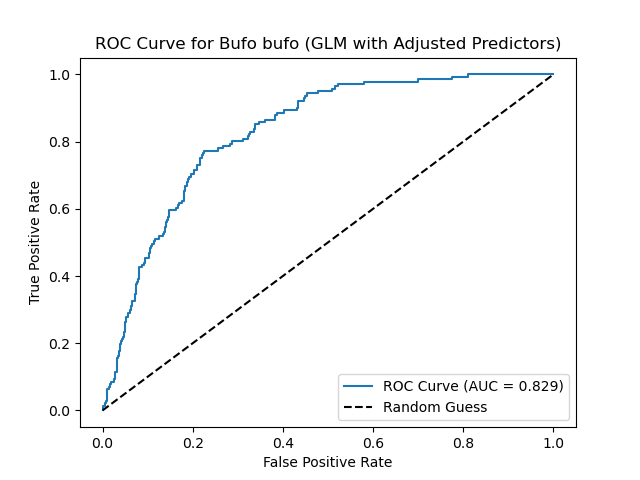 ROC Curve for Bufo bufo (GLM with Adjusted Predictors)
True Positive Rate
1.0
0.8
0.6
0.4
0.2
0.0
ROC Curve (AUC = 0.829)
Random Guess
0.0 0.2 0.4 0.6 0.8 1.0
False Positive Rate